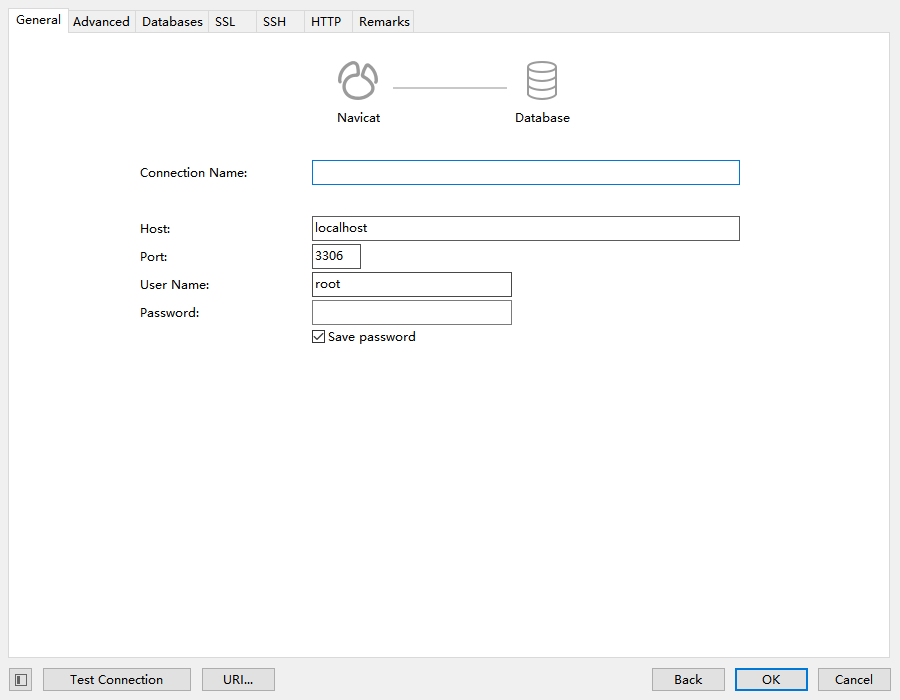 General Advanced Databases SSL SSH HTTP Remarks
Navicat Database
Connection Name:
Host: localhost
Port: 3306
User Name: root
Password:
Save password
Test Connection URI... Back OK Cancel